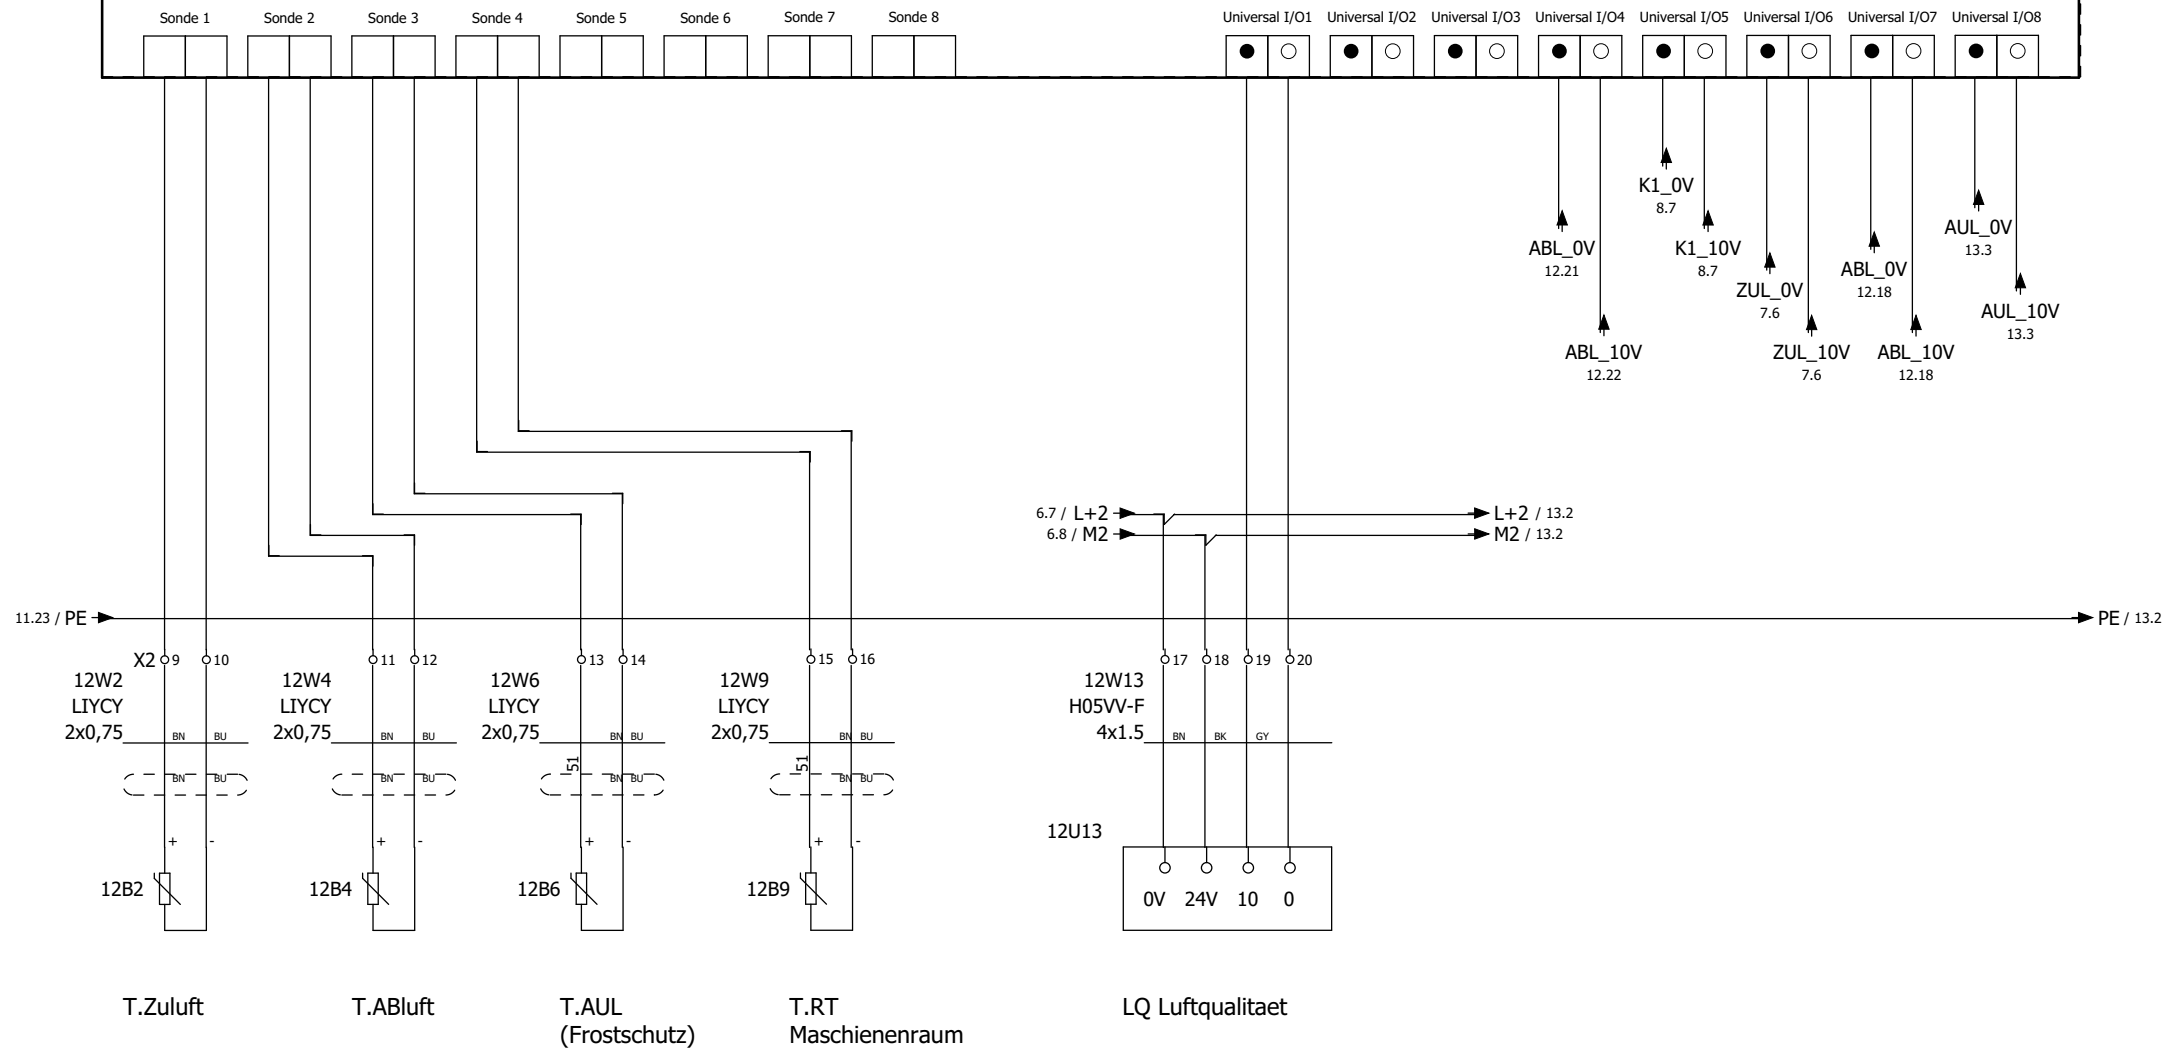 Sonde 1 Sonde 2 Sonde 3 Sonde 4 Sonde 5 Sonde 6 Sonde 7 Sonde 8 Universal I/O1 Universal I/O2 Universal I/O3 Universal I/O4 Universal I/O5 Universal I/O6 Universal I/O7 Universal I/O8
K1_0V
8.7
ABL_0V
12.21
K1_10V
8.7
ZUL_0V
7.6
ABL_0V
12.18
AUL_0V
13.3
AUL_10V
13.3
ABL_10V
12.22
ZUL_10V
7.6
ABL_10V
12.18
6.7 / L+2 L+2 / 13.2
6.8 / M2 M2 / 13.2
11.23 / PE PE / 13.2
X2 9 10 11 12 13 14 15 16 17 18 19 20
12W2
LIYCY
2x0,75
BN BU
BN BU
12W4
LIYCY
2x0,75
BN BU
BN BU
12W6
LIYCY
2x0,75
BN BU
51
BN BU
12W9
LIYCY
2x0,75
BN BU
51
BN BU
12W13
H05VV-F
4x1.5
BN BK GY
+ - + - + - + -
12B2 12B4 12B6 12B9
12U13
0V 24V 10 0
T.Zuluft
T.ABluft
T.AUL
(Frostschutz)
T.RT
Maschienenraum
LQ Luftqualitaet